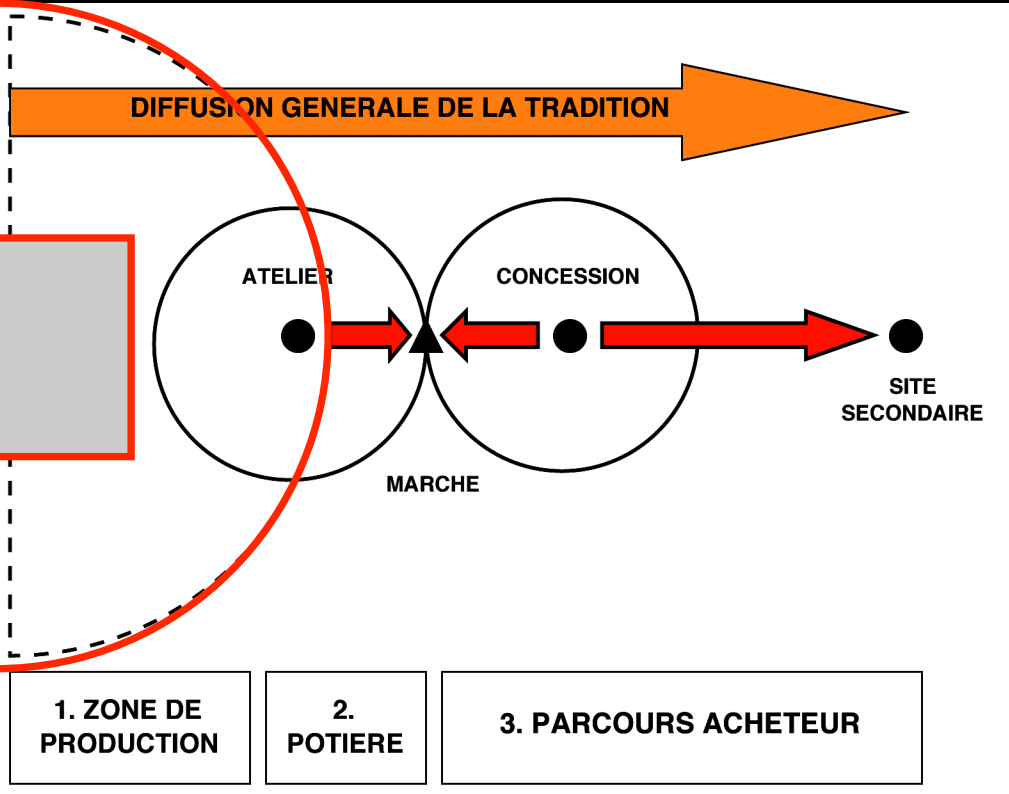 DIFFUSION GENERALE DE LA TRADITION
ATELIER
CONCESSION
SITE
SECONDAIRE
MARCHE
1. ZONE DE
PRODUCTION
2.
POTIERE
3. PARCOURS ACHETEUR